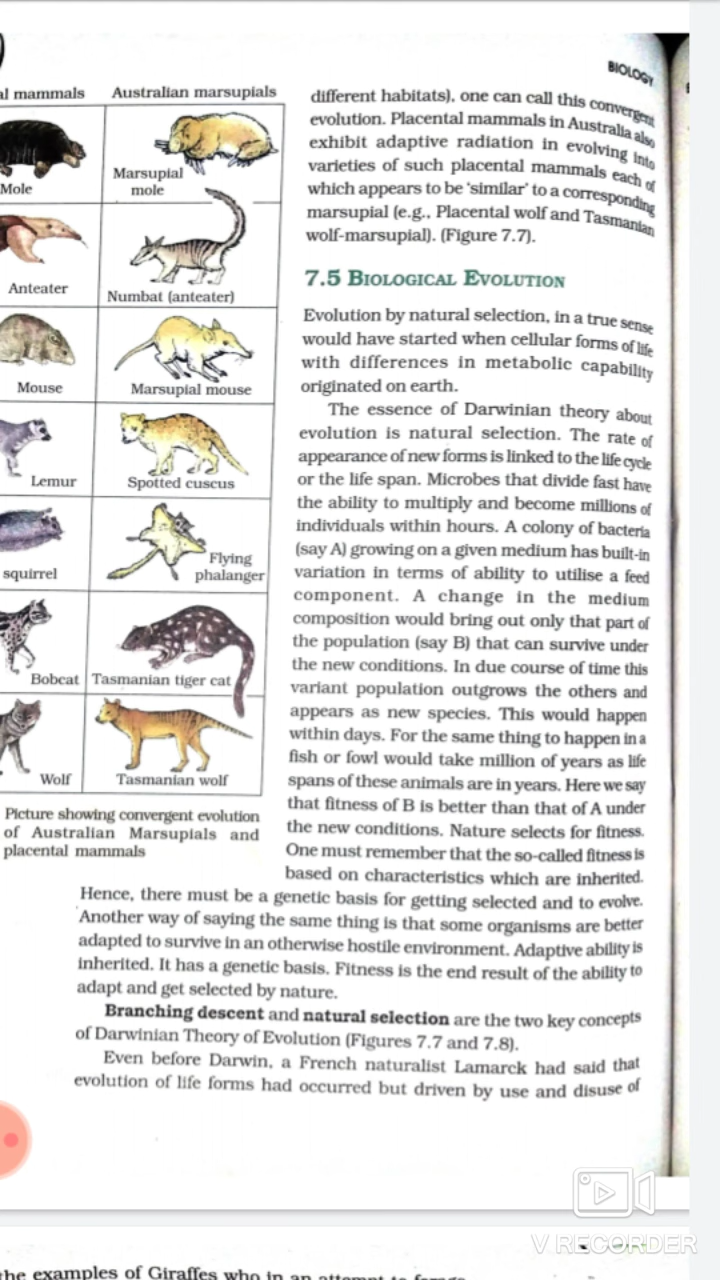 BIOLOGY
al mammals Australian marsupials
Mole
Marsupial
mole
Anteater
Numbat (anteater)
Mouse
Marsupial mouse
Lemur
Spotted cuscus
squirrel
Flying
phalanger
Bobcat
Tasmanian tiger cat
Wolf
Tasmanian wolf
Picture showing convergent evolution
of Australian Marsupials and
placental mammals
different habitats), one can call this convergent
evolution. Placental mammals in Australia also
exhibit adaptive radiation in evolving into
varieties of such placental mammals each of
which appears to be ‘similar’ to a corresponding
marsupial (e.g., Placental wolf and Tasmanian
wolf-marsupial). (Figure 7.7).
7.5 BIOLOGICAL EVOLUTION
Evolution by natural selection, in a true sense
would have started when cellular forms of life
with differences in metabolic capability
originated on earth.
The essence of Darwinian theory about
evolution is natural selection. The rate of
appearance of new forms is linked to the life cycle
or the life span. Microbes that divide fast have
the ability to multiply and become millions of
individuals within hours. A colony of bacteria
(say A) growing on a given medium has built-in
variation in terms of ability to utilise a feed
component. A change in the medium
composition would bring out only that part of
the population (say B) that can survive under
the new conditions. In due course of time this
variant population outgrows the others and
appears as new species. This would happen
within days. For the same thing to happen in a
fish or fowl would take million of years as life
spans of these animals are in years. Here we say
that fitness of B is better than that of A under
the new conditions. Nature selects for fitness.
One must remember that the so-called fitness is
based on characteristics which are inherited.
Hence, there must be a genetic basis for getting selected and to evolve.
Another way of saying the same thing is that some organisms are better
adapted to survive in an otherwise hostile environment. Adaptive ability is
inherited. It has a genetic basis. Fitness is the end result of the ability to
adapt and get selected by nature.
Branching descent and natural selection are the two key concepts
of Darwinian Theory of Evolution (Figures 7.7 and 7.8).
Even before Darwin, a French naturalist Lamarck had said that
evolution of life forms had occurred but driven by use and disuse of
V RECORDER
the examples of Giraffes who in an attempt to forage